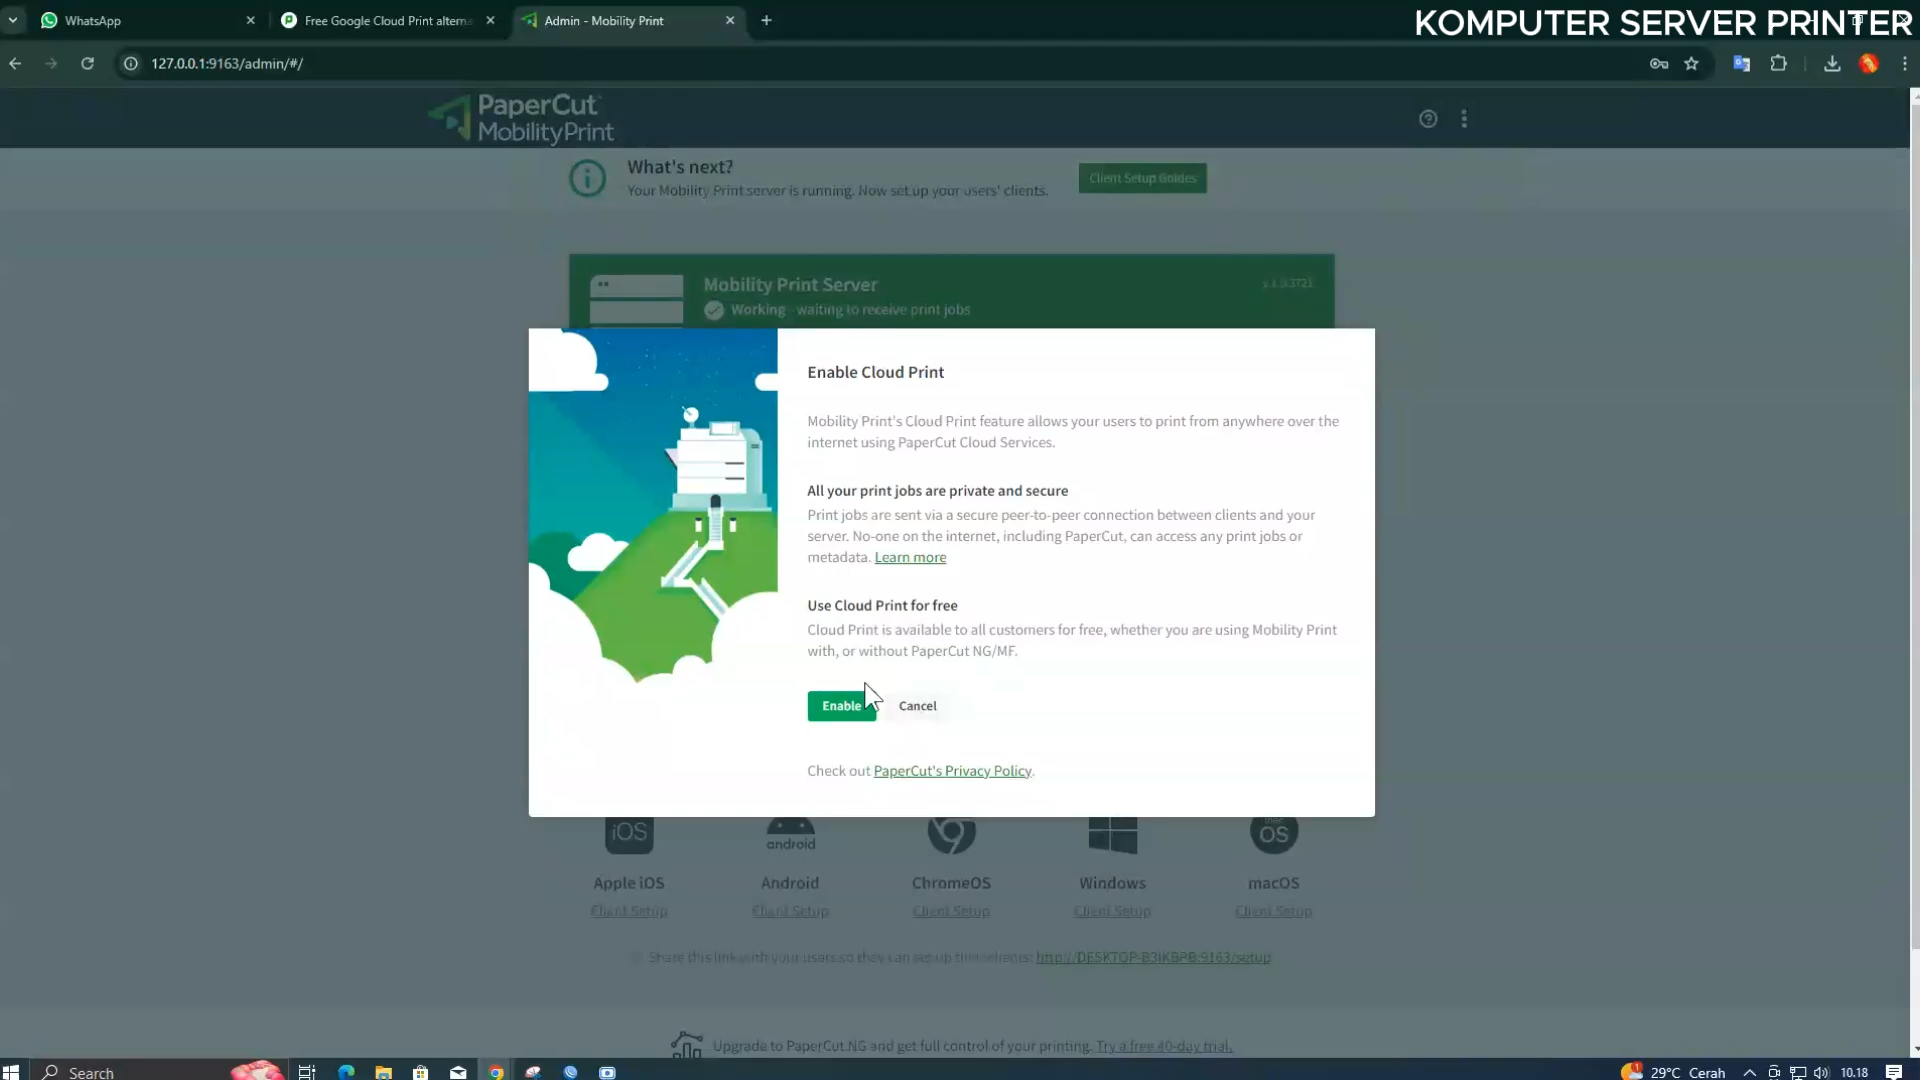 WhatsApp
Free Google Cloud Print alterna
Admin - Mobility Print
KOMPUTER SERVER PRINTER
127.0.0.1:9163/admin/#/
PaperCut
MobilityPrint
What's next?
Your Mobility Print server is running. Now set up your users' clients.
Client Setup Guides
Mobility Print Server
Working - waiting to receive print jobs
Enable Cloud Print
Mobility Print's Cloud Print feature allows your users to print from anywhere over the
internet using PaperCut Cloud Services.
All your print jobs are private and secure
Print jobs are sent via a secure peer-to-peer connection between clients and your
server. No-one on the internet, including PaperCut, can access any print jobs or
metadata. Learn more
Use Cloud Print for free
Cloud Print is available to all customers for free, whether you are using Mobility Print
with, or without PaperCut NG/MF.
Enable
Cancel
Check out PaperCut's Privacy Policy.
iOS
android
mac
OS
Apple iOS
Android
ChromeOS
Windows
macOS
Client Setup
Client Setup
Client Setup
Client Setup
Client Setup
Share this link with your users so they can set up their clients: http://DESKTOP-B3IKBPB:9163/setup
Upgrade to PaperCut NG and get full control of your printing. Try a free 40-day trial.
Search
29°C Cerah
10.18